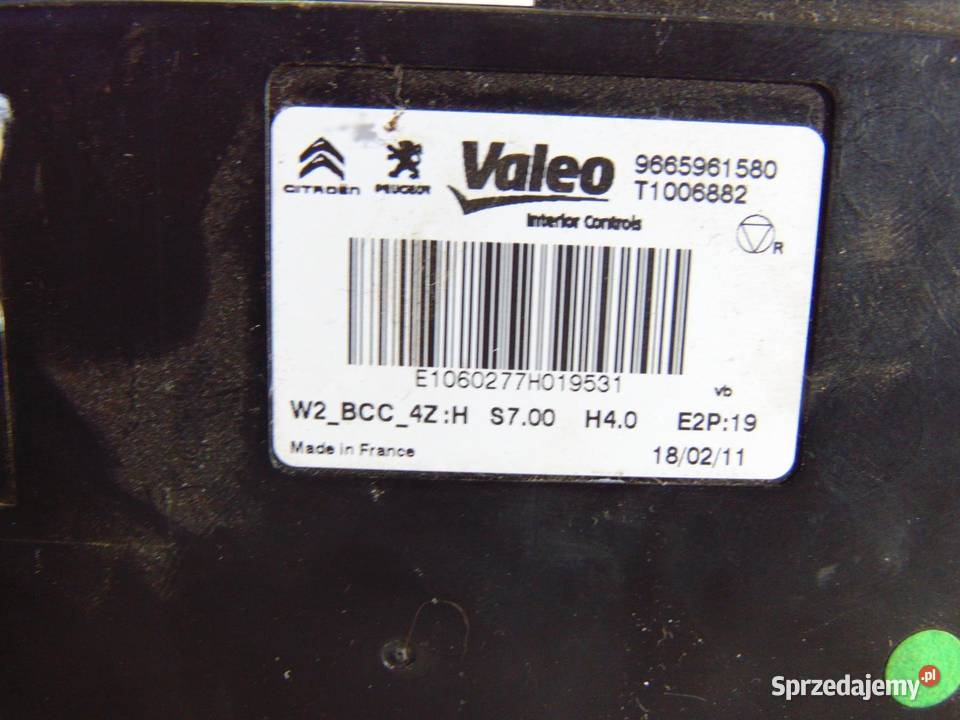 CITROËN PEUGEOT Valeo 9665961580
T1006882
Interior Controls
R
E1060277H019531
vb
W2_BCC_4Z:H S7.00 H4.0 E2P:19
Made in France 18/02/11
Sprzedajemy.pl